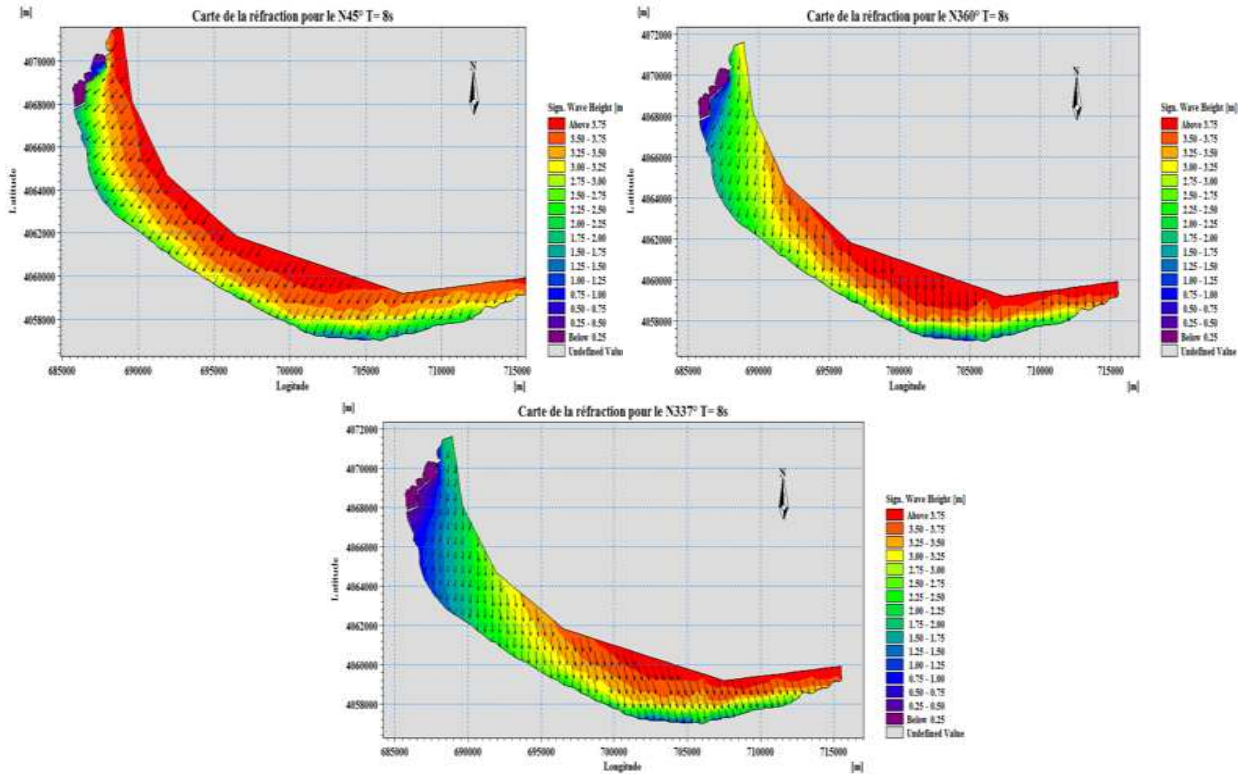 [m]
Carte de la réfraction pour le N45° T= 8s
4070000
4068000
4066000
4064000
4062000
4060000
4058000
Latitude
N
685000
690000
695000
700000
705000
710000
715000
Logitude
[m]
Sign. Wave Height [m
Above 3.75
3.50 - 3.75
3.25 - 3.50
3.00 - 3.25
2.75 - 3.00
2.50 - 2.75
2.25 - 2.50
2.00 - 2.25
1.75 - 2.00
1.50 - 1.75
1.25 - 1.50
1.00 - 1.25
0.75 - 1.00
0.50 - 0.75
0.25 - 0.50
Below 0.25
Undefined Value
[m]
Carte de la réfraction pour le N360° T= 8s
4072000
4070000
4068000
4066000
4064000
4062000
4060000
4058000
Latitude
N
685000
690000
695000
700000
705000
710000
715000
Longitude
[m]
Sign. Wave Height [m]
Above 3.75
3.50 - 3.75
3.25 - 3.50
3.00 - 3.25
2.75 - 3.00
2.50 - 2.75
2.25 - 2.50
2.00 - 2.25
1.75 - 2.00
1.50 - 1.75
1.25 - 1.50
1.00 - 1.25
0.75 - 1.00
0.50 - 0.75
0.25 - 0.50
Below 0.25
Undefined Value
[m]
Carte de la réfraction pour le N337° T= 8s
4072000
4070000
4068000
4066000
4064000
4062000
4060000
4058000
Latitude
N
685000
690000
695000
700000
705000
710000
715000
Longitude
[m]
Sign. Wave Height [m]
Above 3.75
3.50 - 3.75
3.25 - 3.50
3.00 - 3.25
2.75 - 3.00
2.50 - 2.75
2.25 - 2.50
2.00 - 2.25
1.75 - 2.00
1.50 - 1.75
1.25 - 1.50
1.00 - 1.25
0.75 - 1.00
0.50 - 0.75
0.25 - 0.50
Below 0.25
Undefined Value